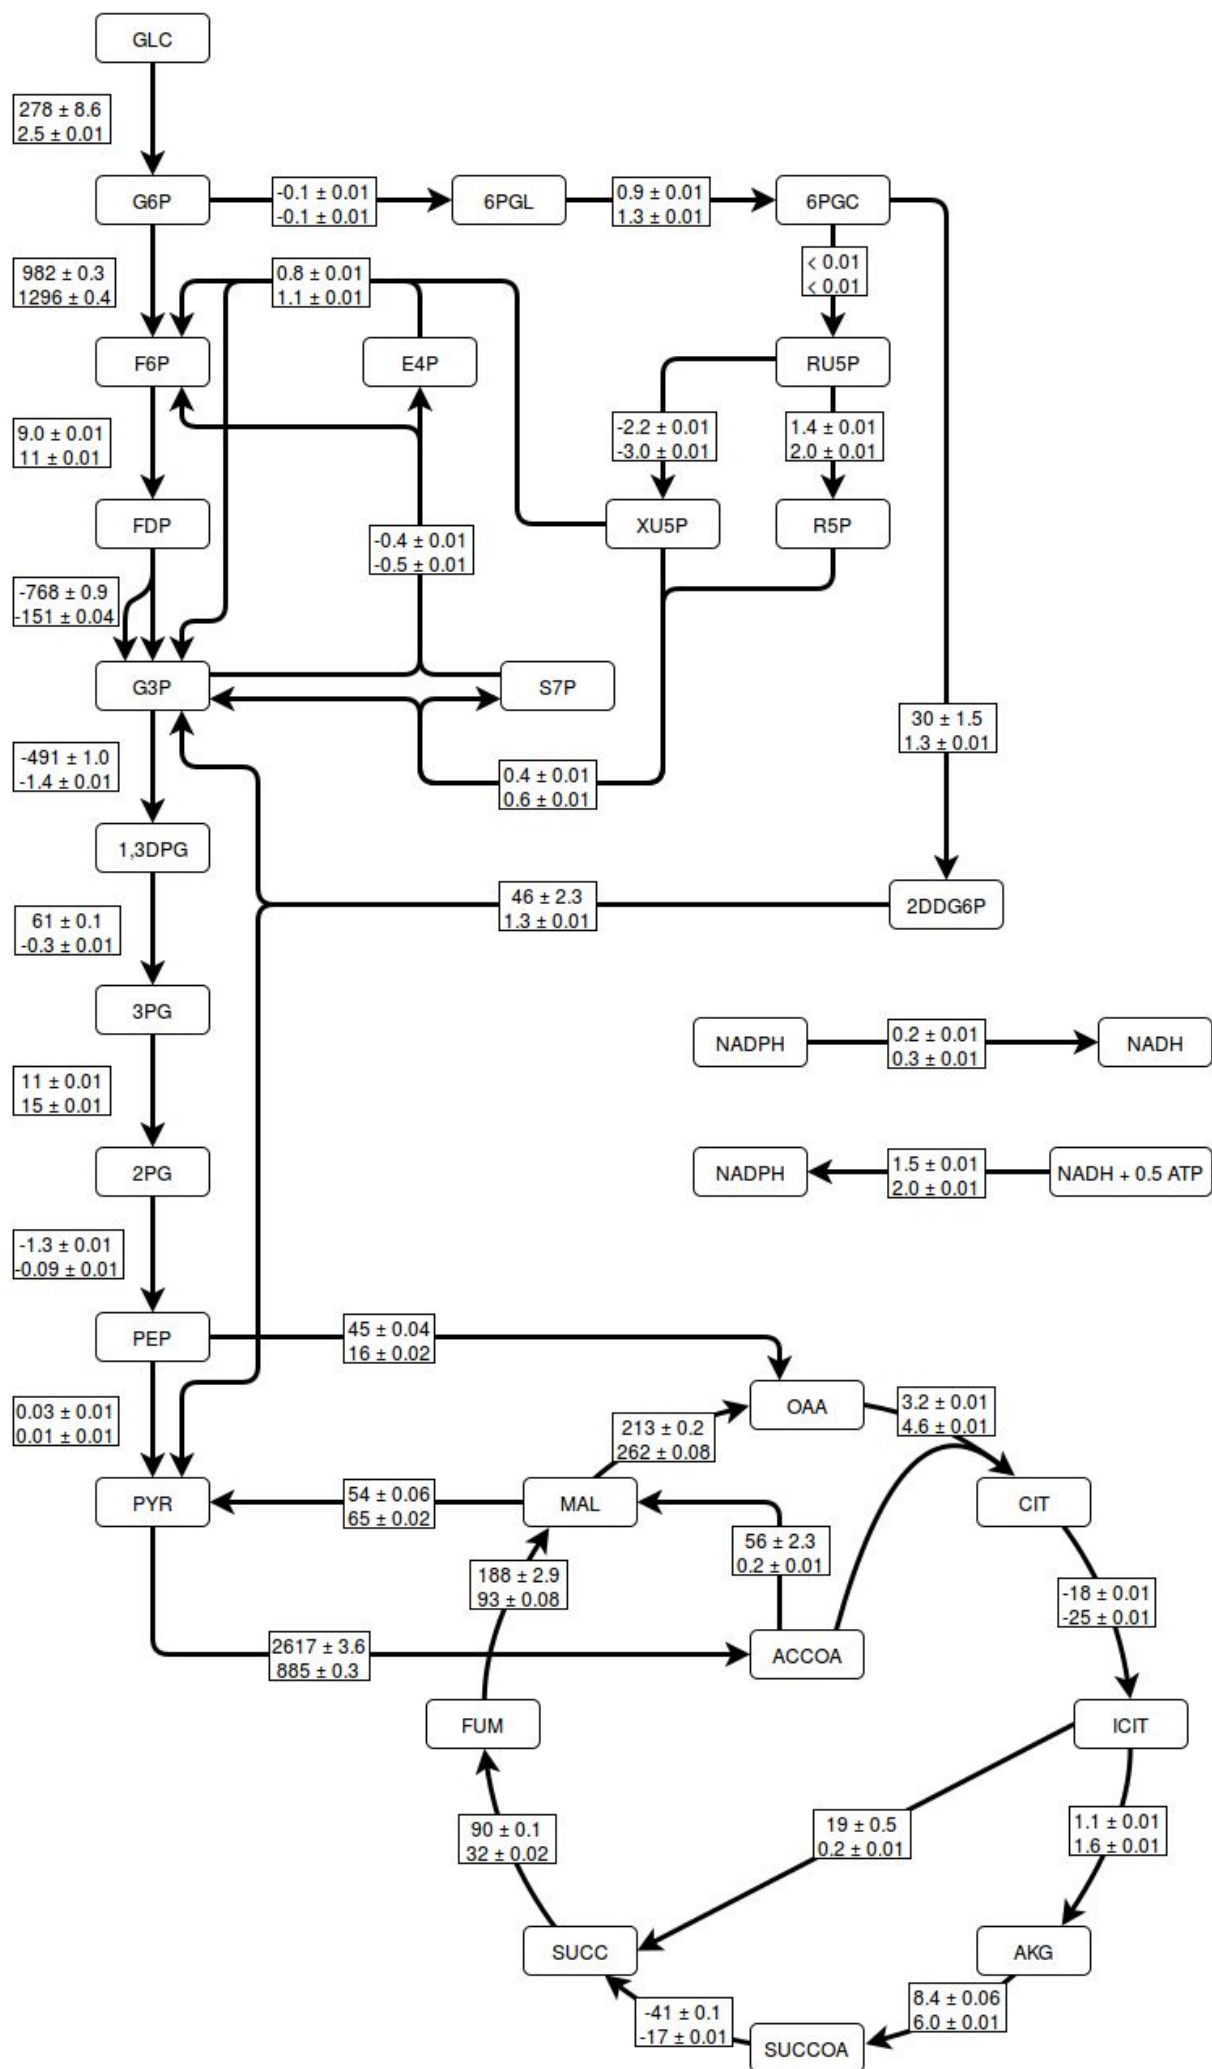 GLC
278 ± 8.6
2.5 ± 0.01
G6P
-0.1 ± 0.01
-0.1 ± 0.01
6PGL
0.9 ± 0.01
1.3 ± 0.01
6PGC
982 ± 0.3
1296 ± 0.4
0.8 ± 0.01
1.1 ± 0.01
< 0.01
< 0.01
F6P
E4P
RU5P
9.0 ± 0.01
11 ± 0.01
-2.2 ± 0.01
-3.0 ± 0.01
1.4 ± 0.01
2.0 ± 0.01
FDP
XU5P
R5P
-0.4 ± 0.01
-0.5 ± 0.01
-768 ± 0.9
-151 ± 0.04
G3P
S7P
30 ± 1.5
1.3 ± 0.01
-491 ± 1.0
-1.4 ± 0.01
0.4 ± 0.01
0.6 ± 0.01
1,3DPG
46 ± 2.3
1.3 ± 0.01
2DDG6P
61 ± 0.1
-0.3 ± 0.01
3PG
NADPH
0.2 ± 0.01
0.3 ± 0.01
NADH
11 ± 0.01
15 ± 0.01
2PG
NADPH
1.5 ± 0.01
2.0 ± 0.01
NADH + 0.5 ATP
-1.3 ± 0.01
-0.09 ± 0.01
PEP
45 ± 0.04
16 ± 0.02
0.03 ± 0.01
0.01 ± 0.01
OAA
3.2 ± 0.01
4.6 ± 0.01
213 ± 0.2
262 ± 0.08
PYR
54 ± 0.06
65 ± 0.02
MAL
CIT
56 ± 2.3
0.2 ± 0.01
188 ± 2.9
93 ± 0.08
-18 ± 0.01
-25 ± 0.01
2617 ± 3.6
885 ± 0.3
ACCOA
FUM
ICIT
90 ± 0.1
32 ± 0.02
19 ± 0.5
0.2 ± 0.01
1.1 ± 0.01
1.6 ± 0.01
SUCC
AKG
-41 ± 0.1
-17 ± 0.01
8.4 ± 0.06
6.0 ± 0.01
SUCCOA